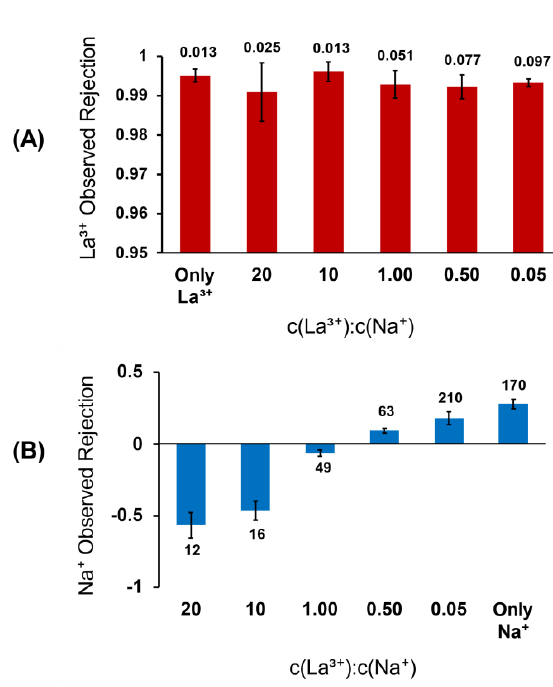 (A)
La³⁺ Observed Rejection
1
0.99
0.98
0.97
0.96
0.95
0.013 0.025 0.013 0.051 0.077 0.097
Only La³⁺ 20 10 1.00 0.50 0.05
c(La³⁺):c(Na⁺)
(B)
Na⁺ Observed Rejection
0.5
0
-0.5
-1
12 16 49 63 210 170
20 10 1.00 0.50 0.05 Only Na⁺
c(La³⁺):c(Na⁺)